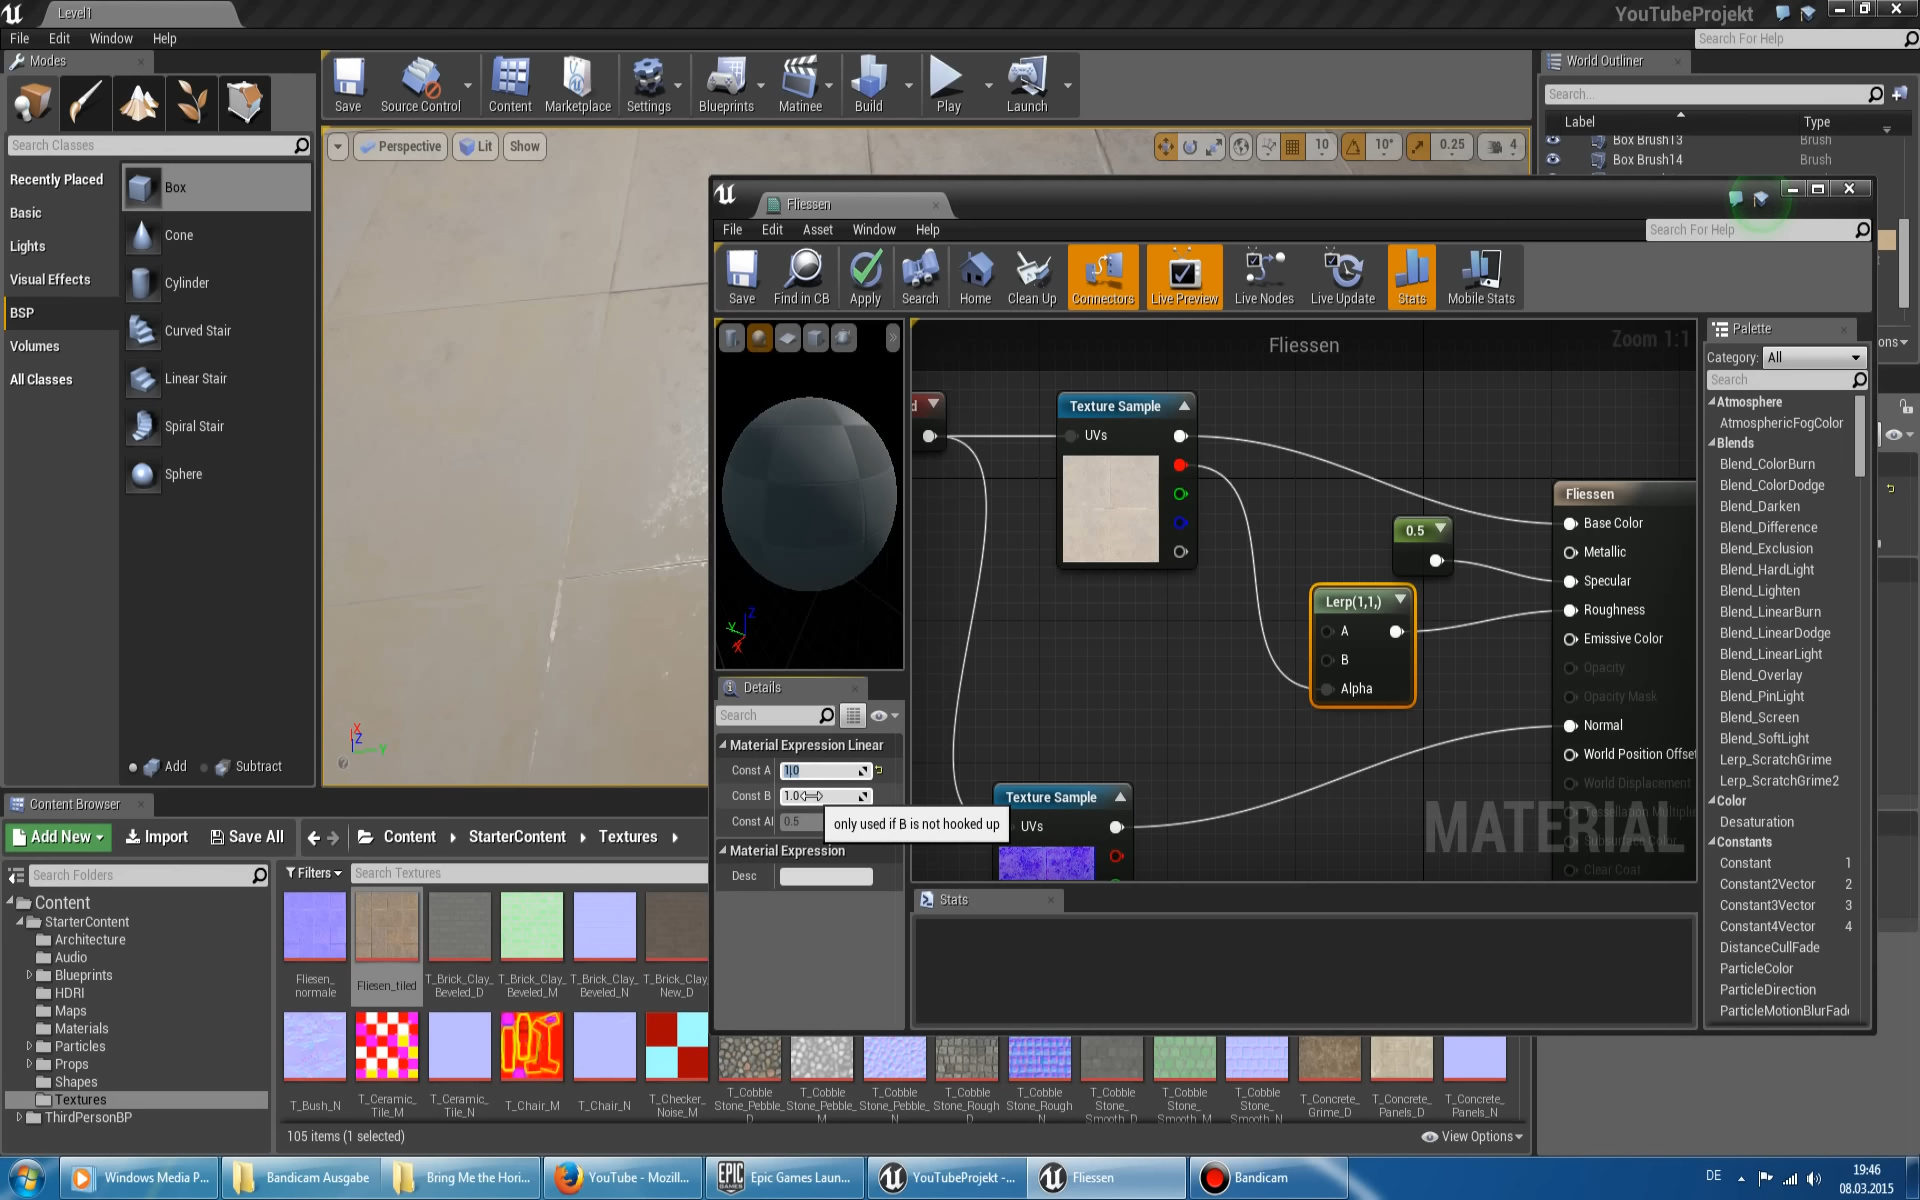 Level1
YouTubeProjekt
File Edit Window Help
Search For Help
Modes
Search Classes
Recently Placed
Basic
Lights
Visual Effects
BSP
Volumes
All Classes
Box
Cone
Cylinder
Curved Stair
Linear Stair
Spiral Stair
Sphere
Add Subtract
Save Source Control Content Marketplace Settings Blueprints Matinee Build Play Launch
Perspective Lit Show
10 10° 0.25 4
World Outliner
Search...
Label Type
Box Brush13 Brush
Box Brush14 Brush
Fliessen
File Edit Asset Window Help
Search For Help
Save Find in CB Apply Search Home Clean Up Connectors Live Preview Live Nodes Live Update Stats Mobile Stats
Fliessen
Zoom 1:1
Texture Sample
UVs
0.5
Lerp(1,1,)
A
B
Alpha
Fliessen
Base Color
Metallic
Specular
Roughness
Emissive Color
Opacity
Opacity Mask
Normal
World Position Offset
World Displacement
Tessellation Multiplie
Subsurface Color
Clear Coat
MATERIAL
Texture Sample
UVs
Details
Search
Material Expression Linear
Const A 1.0
Const B 1.0
Const Al 0.5
only used if B is not hooked up
Material Expression
Desc
Stats
Palette
Category: All
Search
Atmosphere
AtmosphericFogColor
Blends
Blend_ColorBurn
Blend_ColorDodge
Blend_Darken
Blend_Difference
Blend_Exclusion
Blend_HardLight
Blend_Lighten
Blend_LinearBurn
Blend_LinearDodge
Blend_LinearLight
Blend_Overlay
Blend_PinLight
Blend_Screen
Blend_SoftLight
Lerp_ScratchGrime
Lerp_ScratchGrime2
Color
Desaturation
Constants
Constant 1
Constant2Vector 2
Constant3Vector 3
Constant4Vector 4
DistanceCullFade
ParticleColor
ParticleDirection
ParticleMotionBlurFad
Content Browser
Add New Import Save All Content StarterContent Textures
Search Folders
Filters Search Textures
Content
StarterContent
Architecture
Audio
Blueprints
HDRI
Maps
Materials
Particles
Props
Shapes
Textures
ThirdPersonBP
Fliesen_
normale
Fliesen_tiled
T_Brick_Clay_
Beveled_D
T_Brick_Clay_
Beveled_M
T_Brick_Clay_
Beveled_N
T_Brick_Clay_
New_D
T_Bush_N
T_Ceramic_
Tile_M
T_Ceramic_
Tile_N
T_Chair_M
T_Chair_N
T_Checker_
Noise_M
T_Cobble
Stone_Pebble_
D
T_Cobble
Stone_Pebble_
M
T_Cobble
Stone_Pebble_
N
T_Cobble
Stone_Rough
D
T_Cobble
Stone_Rough
N
T_Cobble
Stone_
Smooth_D
T_Cobble
Stone_
Smooth_M
T_Cobble
Stone_
Smooth_N
T_Concrete_
Grime_D
T_Concrete_
Panels_D
T_Concrete_
Panels_N
105 items (1 selected)
View Options
Windows Media P...
Bandicam Ausgabe
Bring Me the Hori...
YouTube - Mozill...
EPIC GAMES
Epic Games Laun...
YouTubeProjekt -...
Fliessen
Bandicam
DE
19:46
08.03.2015